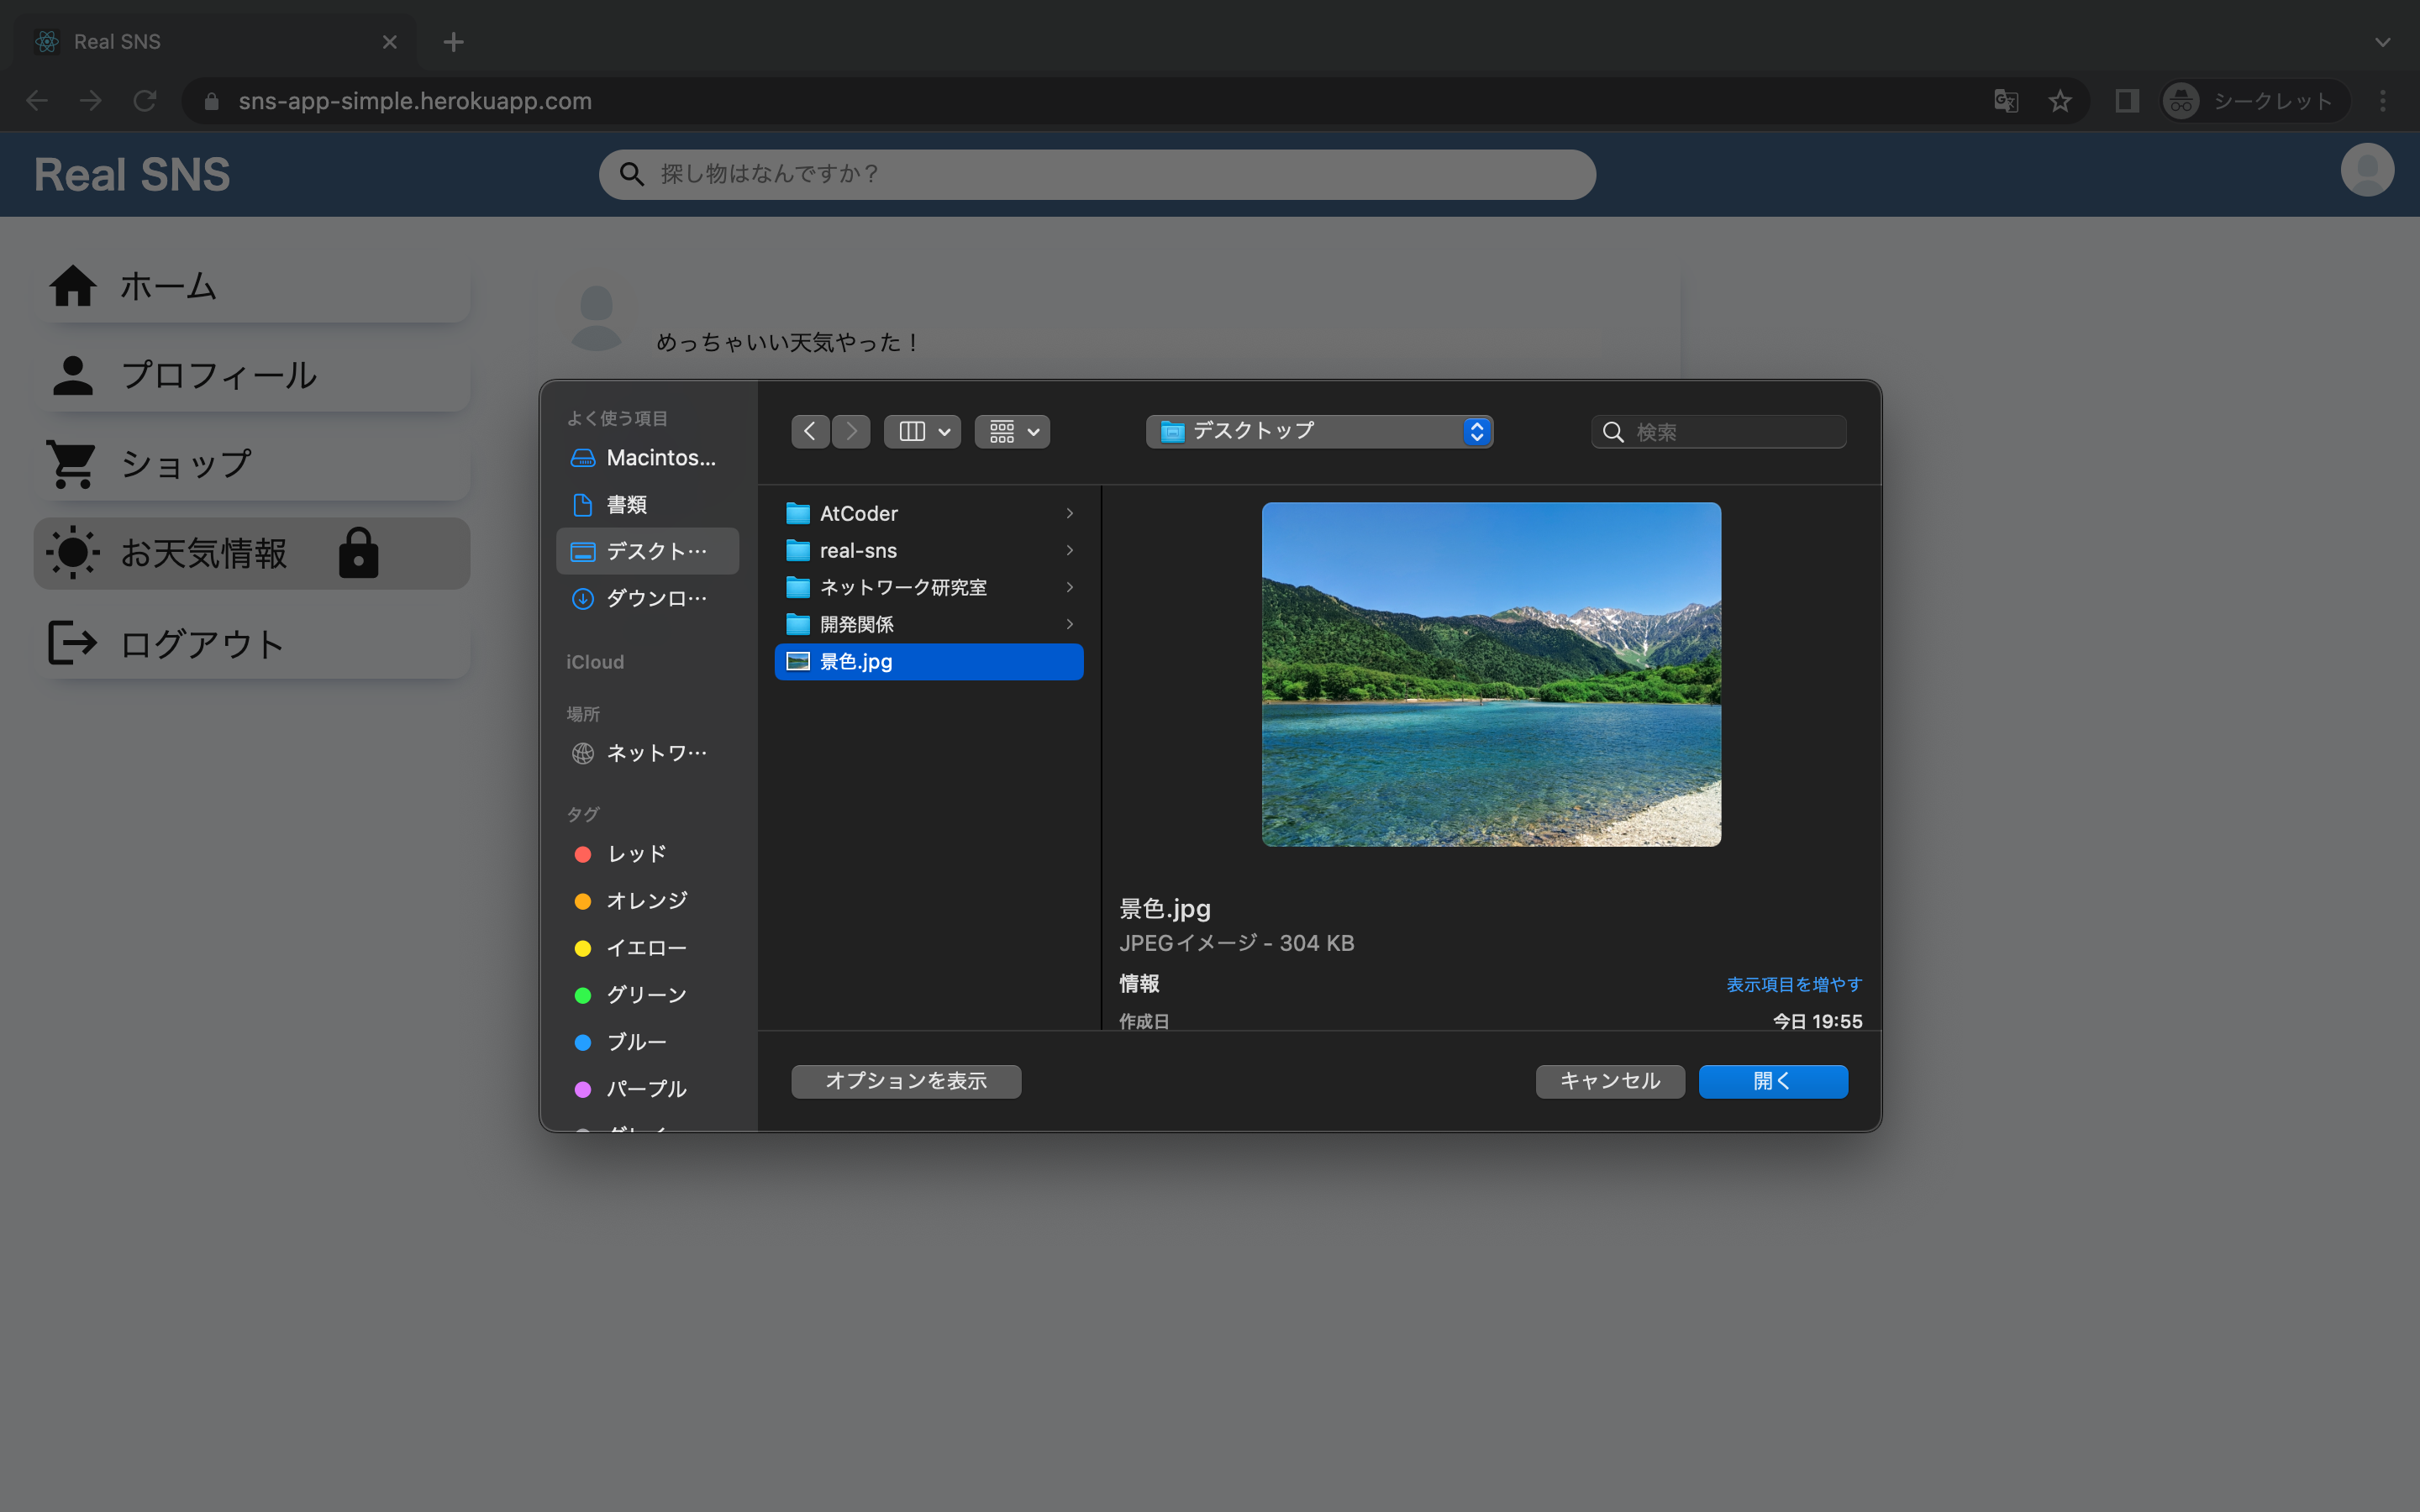 Real SNS
sns-app-simple.herokuapp.com
シークレット
Real SNS
探し物はなんですか？
ホーム
プロフィール
ショップ
お天気情報
ログアウト
めっちゃいい天気やった！
よく使う項目
Macintos...
書類
デスクト…
ダウンロ…
iCloud
場所
ネットワ…
タグ
レッド
オレンジ
イエロー
グリーン
ブルー
パープル
デスクトップ
検索
AtCoder
real-sns
ネットワーク研究室
開発関係
景色.jpg
景色.jpg
JPEGイメージ - 304 KB
情報
表示項目を増やす
作成日
今日 19:55
オプションを表示
キャンセル
開く